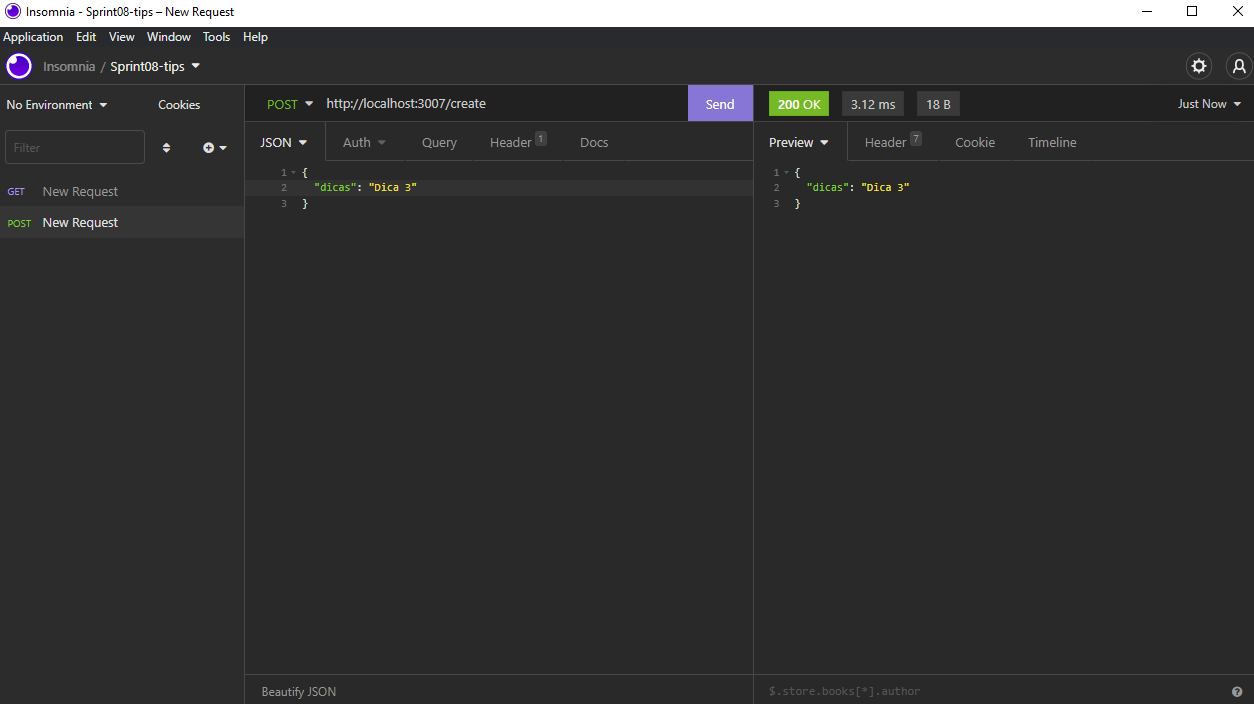 Insomnia - Sprint08-tips – New Request
Application Edit View Window Tools Help
Insomnia / Sprint08-tips
No Environment Cookies
POST http://localhost:3007/create Send
200 OK 3.12 ms 18 B Just Now
Filter
JSON Auth Query Header 1 Docs
Preview Header 7 Cookie Timeline
GET New Request
POST New Request
1 {
2 "dicas": "Dica 3"
3 }
1 {
2 "dicas": "Dica 3"
3 }
Beautify JSON
$.store.books[*].author